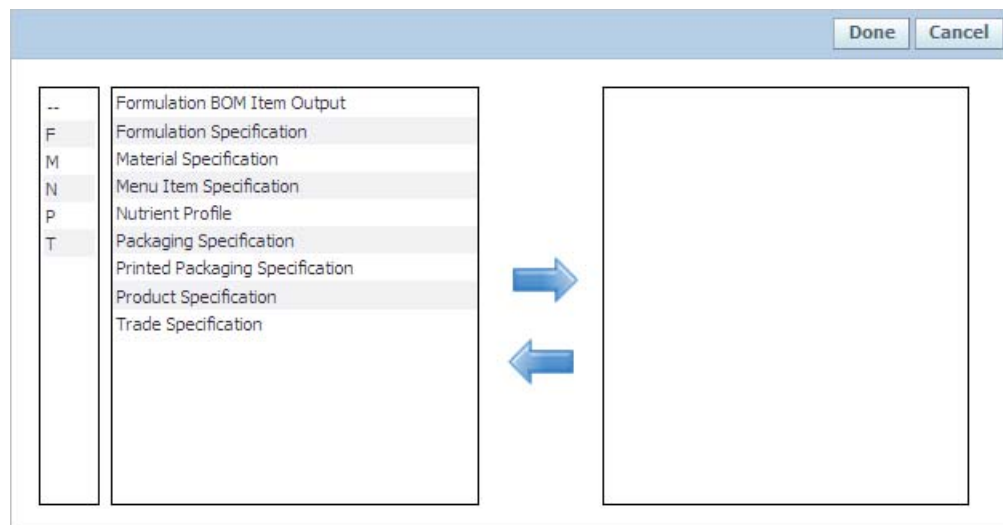 Done Cancel
--
F
M
N
P
T
Formulation BOM Item Output
Formulation Specification
Material Specification
Menu Item Specification
Nutrient Profile
Packaging Specification
Printed Packaging Specification
Product Specification
Trade Specification